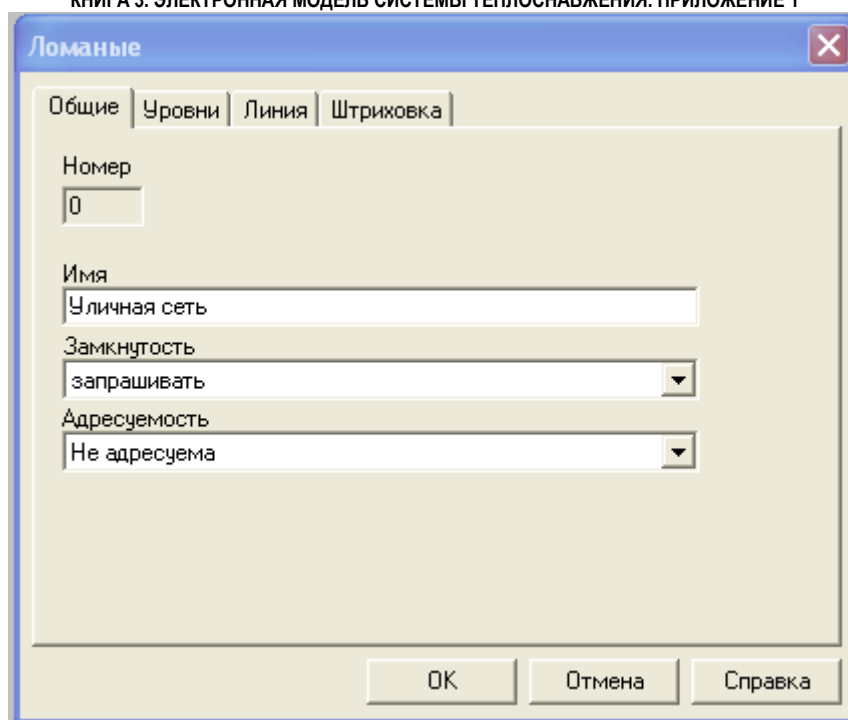 КНИГА 3. ЭЛЕКТРОННАЯ МОДЕЛЬ СИСТЕМЫ ТЕПЛОСНАБЖЕНИЯ. ПРИЛОЖЕНИЕ 1
Ломаные
Общие Уровни Линия Штриховка
Номер
0
Имя
Уличная сеть
Замкнутость
запрашивать
Адресуемость
Не адресуема
OK Отмена Справка